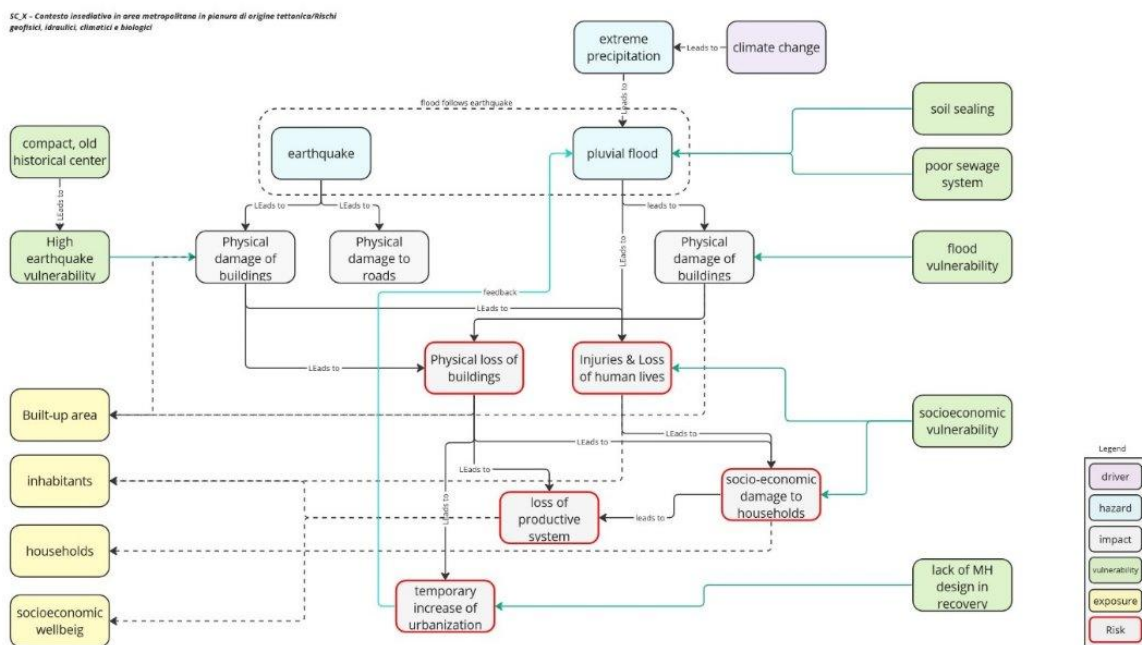 SC_X – Contesto insediativo in area metropolitana in pianura di origine tettonica/Rischi
geofisici, idraulici, climatici e biologici
extreme
precipitation
Leads to
climate change
LEads to
flood follows earthquake
soil sealing
compact, old
historical center
earthquake
pluvial flood
poor sewage
system
LEads to
LEads to
LEads to
leads to
High
earthquake
vulnerability
Physical
damage of
buildings
Physical
damage to
roads
LEads to
Physical
damage of
buildings
flood
vulnerability
feedback
LEads to
Physical loss of
buildings
Injuries & Loss
of human lives
LEads to
Built-up area
socioeconomic
vulnerability
LEads to
LEads to
Legend
inhabitants
LEads to
socio-economic
damage to
households
driver
loss of
productive
system
leads to
LEads to
hazard
households
impact
lack of MH
design in
recovery
vulnerability
temporary
increase of
urbanization
exposure
socioeconomic
wellbeig
Risk